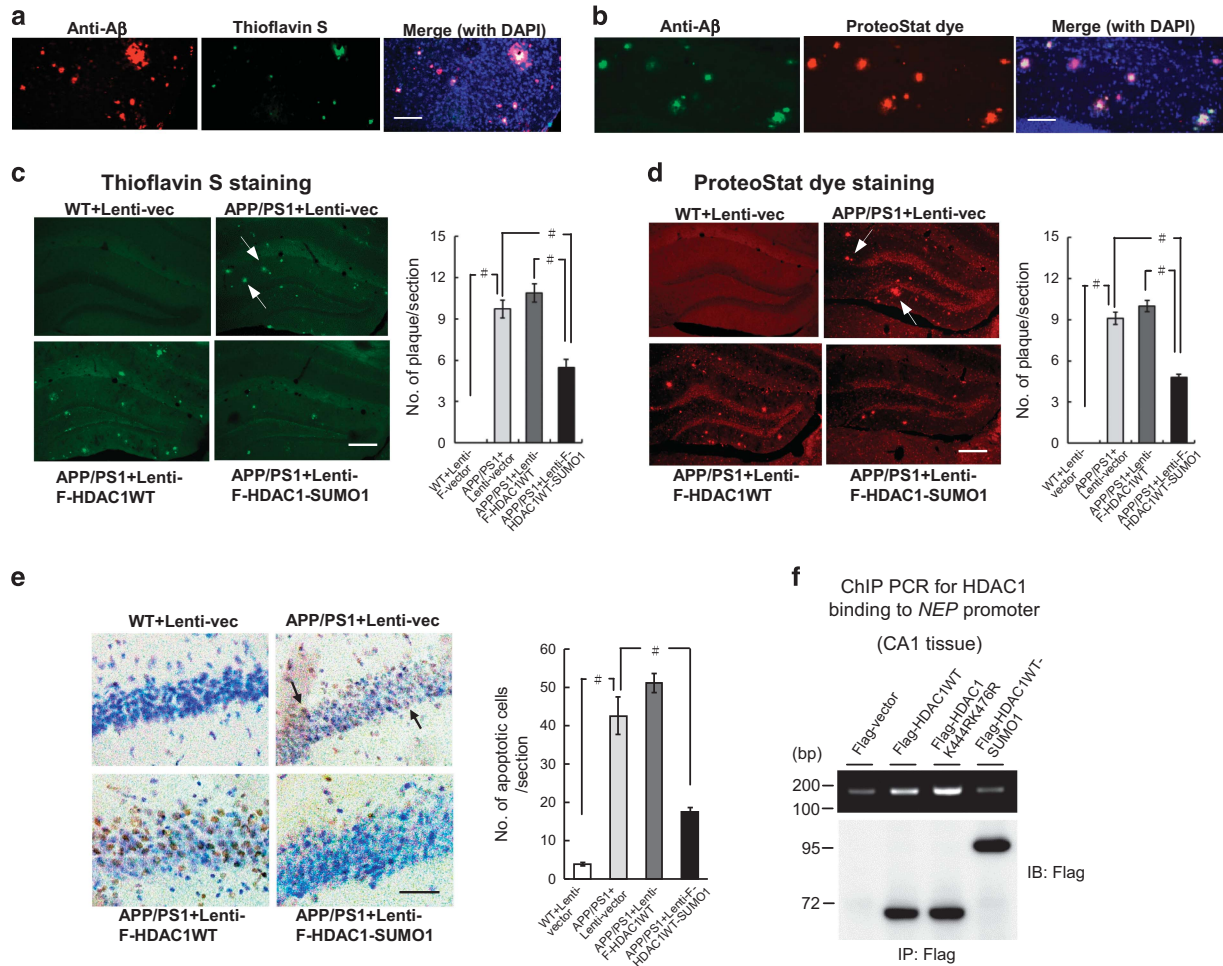 a
Anti-Aβ
Thioflavin S
Merge (with DAPI)
b
Anti-Aβ
ProteoStat dye
Merge (with DAPI)
c
Thioflavin S staining
WT+Lenti-vec
APP/PS1+Lenti-vec
APP/PS1+Lenti-
F-HDAC1WT
APP/PS1+Lenti-
F-HDAC1-SUMO1
No. of plaque/section
15
12
9
6
3
0
#
#
#
WT+Lenti-
F-vector
APP/PS1+
Lenti-vector
APP/PS1+Lenti-
F-HDAC1WT
APP/PS1+Lenti-F-
HDAC1WT-SUMO1
d
ProteoStat dye staining
WT+Lenti-vec
APP/PS1+Lenti-vec
APP/PS1+Lenti-
F-HDAC1WT
APP/PS1+Lenti-
F-HDAC1-SUMO1
No. of plaque/section
15
12
9
6
3
0
#
#
#
WT+Lenti-
vector
APP/PS1+
Lenti-vector
APP/PS1+Lenti-
F-HDAC1WT
APP/PS1+Lenti-F-
HDAC1WT-SUMO1
e
WT+Lenti-vec
APP/PS1+Lenti-vec
APP/PS1+Lenti-
F-HDAC1WT
APP/PS1+Lenti-
F-HDAC1-SUMO1
No. of apoptotic cells
/section
60
50
40
30
20
10
0
#
#
WT+Lenti-
vector
APP/PS1+
Lenti-vector
APP/PS1+Lenti-
F-HDAC1WT
APP/PS1+Lenti-F-
HDAC1WT-SUMO1
f
ChIP PCR for HDAC1
binding to NEP promoter
(CA1 tissue)
Flag-vector
Flag-HDAC1WT
Flag-HDAC1
K444RK476R
Flag-HDAC1WT-
SUMO1
(bp)
200
100
95
72
IB: Flag
IP: Flag